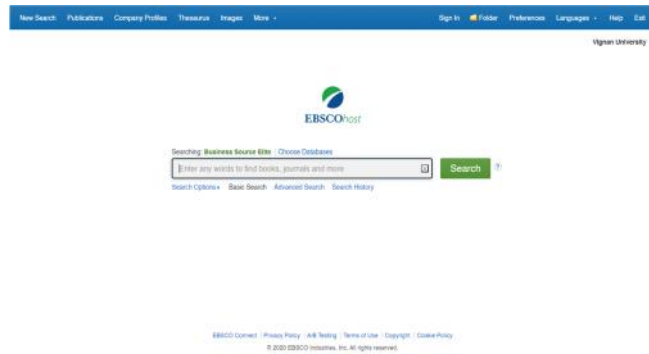 New Search Publications Company Profiles Thesaurus Images More Sign In Folder Preferences Languages Help Exit
Vignan University
EBSCOhost
Searching: Business Source Elite Choose Databases
Enter any words to find books, journals and more Search
Search Options Basic Search Advanced Search Search History
EBSCO Connect Privacy Policy A/B Testing Terms of Use Copyright Cookie Policy
© 2020 EBSCO Industries, Inc. All rights reserved.